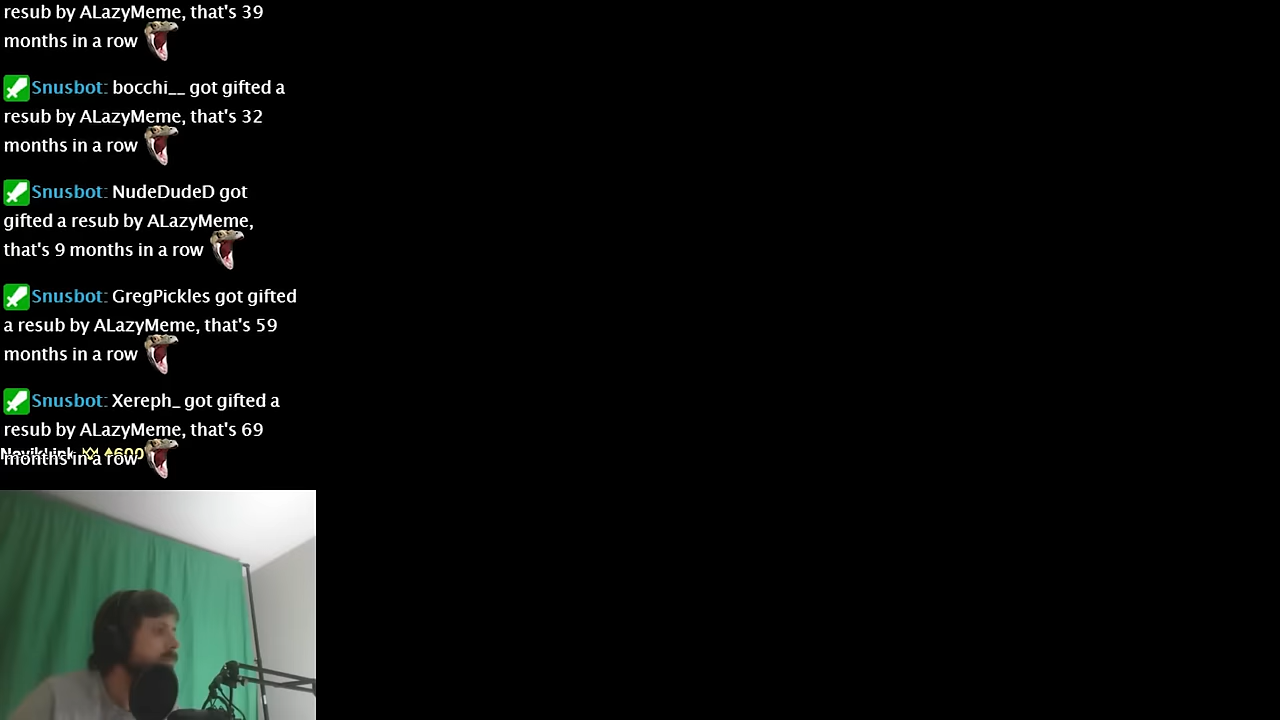 resub by ALazyMeme, that's 39
months in a row
Snusbot: bocchi__ got gifted a
resub by ALazyMeme, that's 32
months in a row
Snusbot: NudeDudeD got
gifted a resub by ALazyMeme,
that's 9 months in a row
Snusbot: GregPickles got gifted
a resub by ALazyMeme, that's 59
months in a row
Snusbot: Xereph_ got gifted a
resub by ALazyMeme, that's 69
600
months in a row